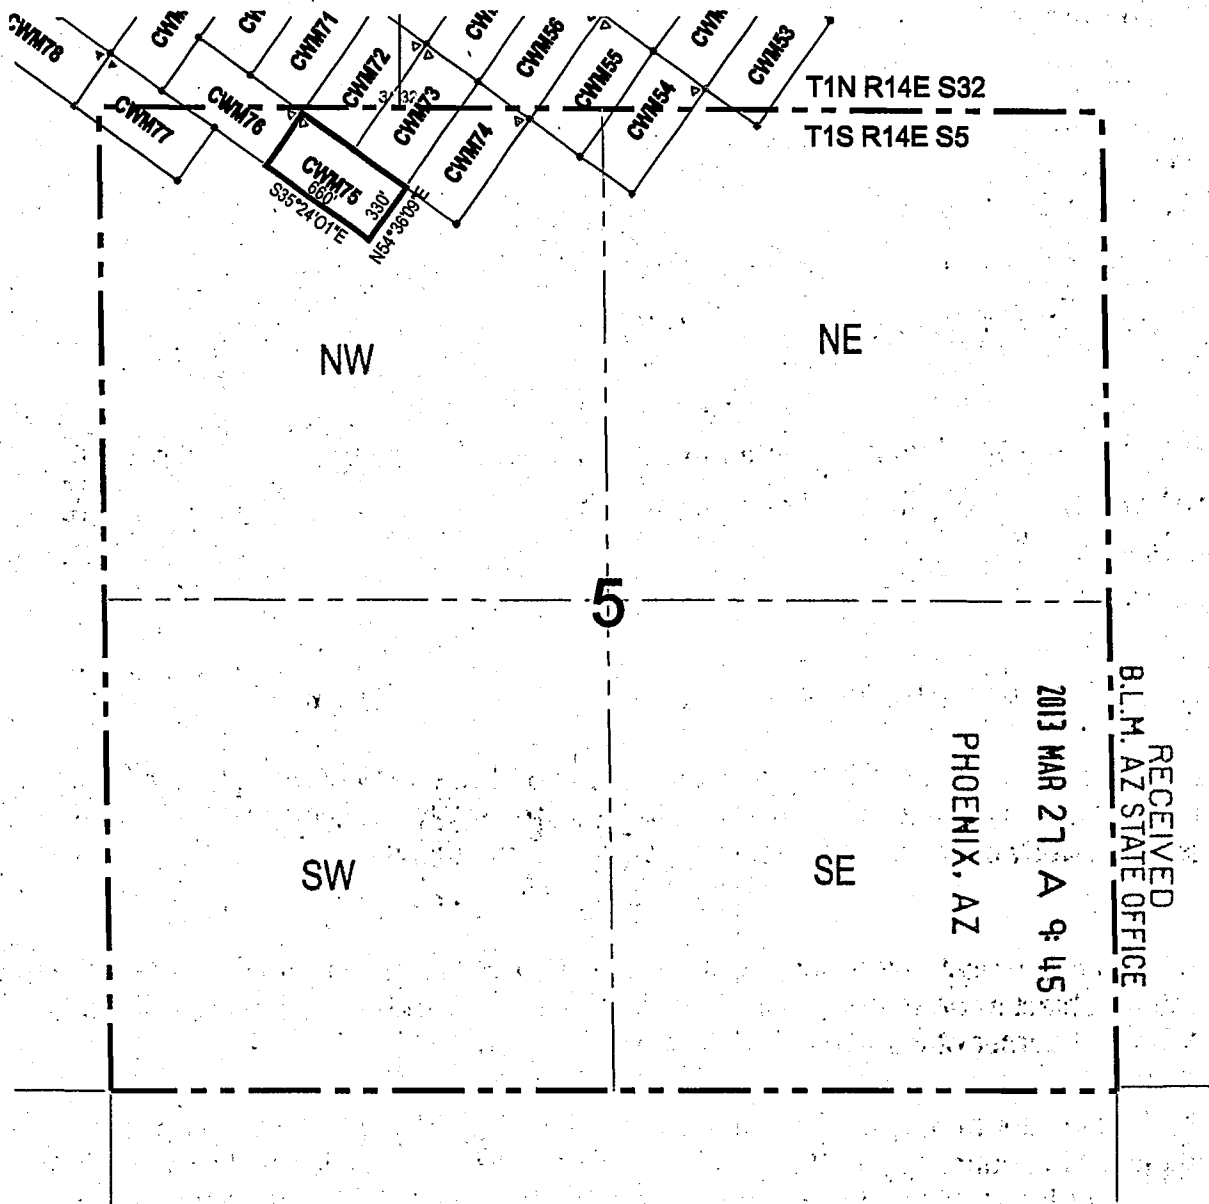 CWM71
CWM56
CWM53
CWM78
CWM72
CWM55
T1N R14E S32
CWM77
CWM76
CWM73
CWM54
T1S R14E S5
CWM74
CWM75
660'
330'
S35°24'01"E
N54°36'09"E
NW
NE
5
SW
SE
RECEIVED
B.L.M. AZ STATE OFFICE
2013 MAR 27 A 9:45
PHOENIX, AZ